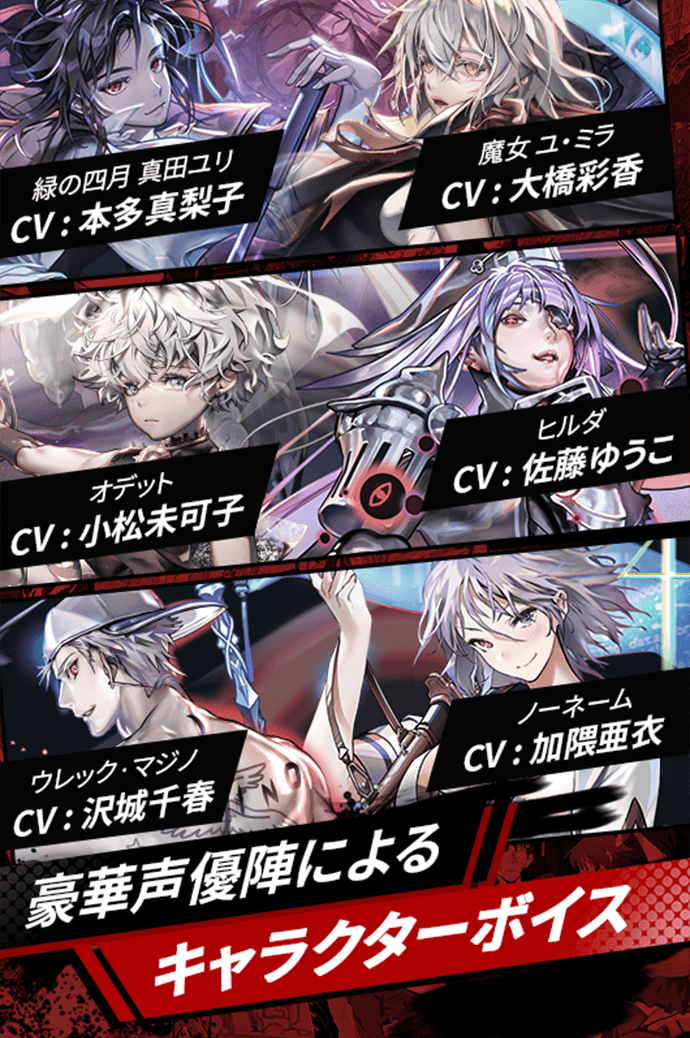 緑の四月 真田ユリ
CV : 本多真梨子
魔女 ユ・ミラ
CV : 大橋彩香
オデット
CV : 小松未可子
ヒルダ
CV : 佐藤ゆうこ
ウレック・マジノ
CV : 沢城千春
ノーネーム
CV : 加隈亜衣
豪華声優陣による
キャラクターボイス